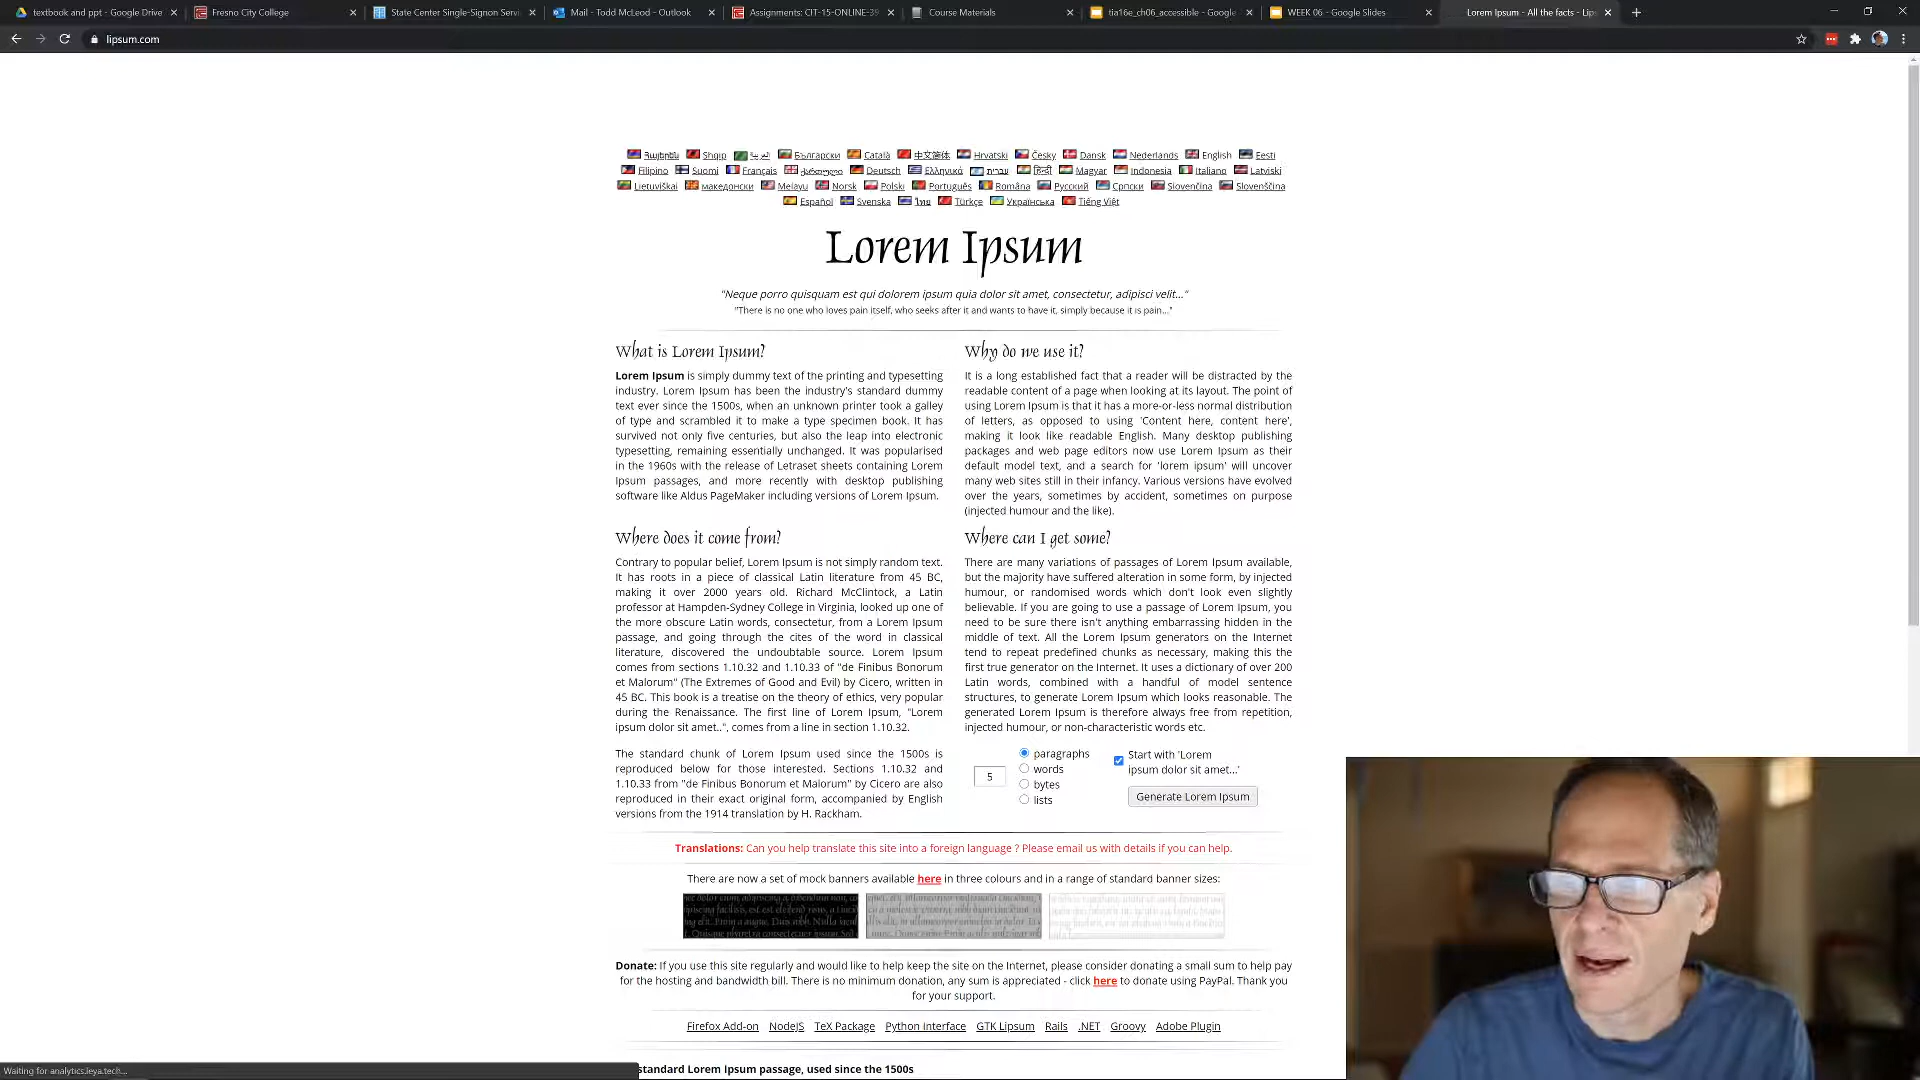 textbook and ppt - Google Drive
Fresno City College
State Center Single-Signon Servi
Mail - Todd McLeod - Outlook
Assignments: CIT-15-ONLINE-39
Course Materials
tia16e_ch06_accessible - Google
WEEK 06 - Google Slides
Lorem Ipsum - All the facts - Lips
lipsum.com
Հայերեն Shqip العربية Български Català 中文简体 Hrvatski Česky Dansk Nederlands English Eesti
Filipino Suomi Français ქართული Deutsch Ελληνικά עברית हिन्दी Magyar Indonesia Italiano Latviski
Lietuviškai македонски Melayu Norsk Polski Português Româna Русский Српски Slovenčina Slovenščina
Español Svenska ไทย Türkçe Українська Tiếng Việt
Lorem Ipsum
"Neque porro quisquam est qui dolorem ipsum quia dolor sit amet, consectetur, adipisci velit..."
"There is no one who loves pain itself, who seeks after it and wants to have it, simply because it is pain..."
What is Lorem Ipsum?
Lorem Ipsum is simply dummy text of the printing and typesetting
industry. Lorem Ipsum has been the industry's standard dummy
text ever since the 1500s, when an unknown printer took a galley
of type and scrambled it to make a type specimen book. It has
survived not only five centuries, but also the leap into electronic
typesetting, remaining essentially unchanged. It was popularised
in the 1960s with the release of Letraset sheets containing Lorem
Ipsum passages, and more recently with desktop publishing
software like Aldus PageMaker including versions of Lorem Ipsum.
Why do we use it?
It is a long established fact that a reader will be distracted by the
readable content of a page when looking at its layout. The point of
using Lorem Ipsum is that it has a more-or-less normal distribution
of letters, as opposed to using 'Content here, content here',
making it look like readable English. Many desktop publishing
packages and web page editors now use Lorem Ipsum as their
default model text, and a search for 'lorem ipsum' will uncover
many web sites still in their infancy. Various versions have evolved
over the years, sometimes by accident, sometimes on purpose
(injected humour and the like).
Where does it come from?
Contrary to popular belief, Lorem Ipsum is not simply random text.
It has roots in a piece of classical Latin literature from 45 BC,
making it over 2000 years old. Richard McClintock, a Latin
professor at Hampden-Sydney College in Virginia, looked up one of
the more obscure Latin words, consectetur, from a Lorem Ipsum
passage, and going through the cites of the word in classical
literature, discovered the undoubtable source. Lorem Ipsum
comes from sections 1.10.32 and 1.10.33 of "de Finibus Bonorum
et Malorum" (The Extremes of Good and Evil) by Cicero, written in
45 BC. This book is a treatise on the theory of ethics, very popular
during the Renaissance. The first line of Lorem Ipsum, "Lorem
ipsum dolor sit amet..", comes from a line in section 1.10.32.
The standard chunk of Lorem Ipsum used since the 1500s is
reproduced below for those interested. Sections 1.10.32 and
1.10.33 from "de Finibus Bonorum et Malorum" by Cicero are also
reproduced in their exact original form, accompanied by English
versions from the 1914 translation by H. Rackham.
Where can I get some?
There are many variations of passages of Lorem Ipsum available,
but the majority have suffered alteration in some form, by injected
humour, or randomised words which don't look even slightly
believable. If you are going to use a passage of Lorem Ipsum, you
need to be sure there isn't anything embarrassing hidden in the
middle of text. All the Lorem Ipsum generators on the Internet
tend to repeat predefined chunks as necessary, making this the
first true generator on the Internet. It uses a dictionary of over 200
Latin words, combined with a handful of model sentence
structures, to generate Lorem Ipsum which looks reasonable. The
generated Lorem Ipsum is therefore always free from repetition,
injected humour, or non-characteristic words etc.
5
paragraphs
words
bytes
lists
Start with 'Lorem
ipsum dolor sit amet...'
Generate Lorem Ipsum
Translations: Can you help translate this site into a foreign language ? Please email us with details if you can help.
There are now a set of mock banners available here in three colours and in a range of standard banner sizes:
Donate: If you use this site regularly and would like to help keep the site on the Internet, please consider donating a small sum to help pay
for the hosting and bandwidth bill. There is no minimum donation, any sum is appreciated - click here to donate using PayPal. Thank you
for your support.
Firefox Add-on NodeJS TeX Package Python Interface GTK Lipsum Rails .NET Groovy Adobe Plugin
standard Lorem Ipsum passage, used since the 1500s
Waiting for analytics.leya.tech...